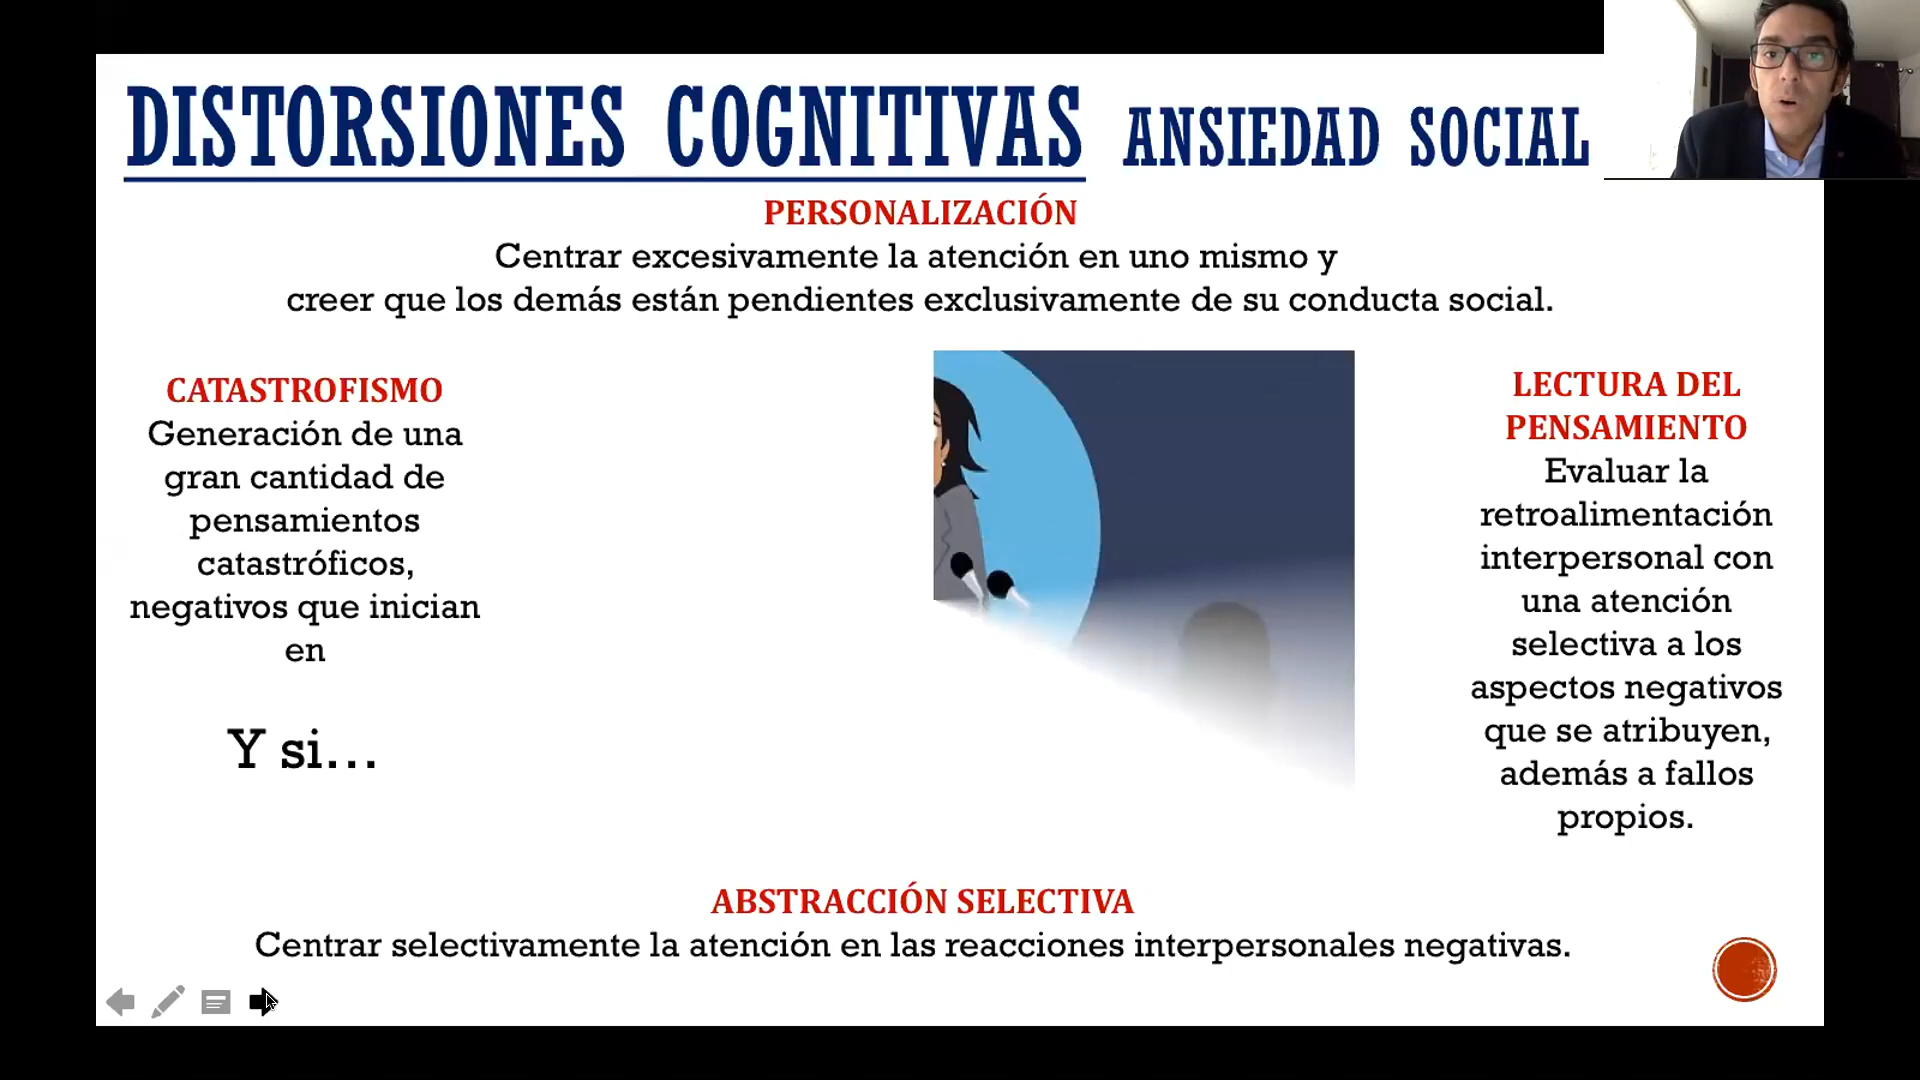 DISTORSIONES COGNITIVAS ANSIEDAD SOCIAL
PERSONALIZACIÓN
Centrar excesivamente la atención en uno mismo y
creer que los demás están pendientes exclusivamente de su conducta social.
CATASTROFISMO
Generación de una
gran cantidad de
pensamientos
catastróficos,
negativos que inician
en
Y si...
LECTURA DEL
PENSAMIENTO
Evaluar la
retroalimentación
interpersonal con
una atención
selectiva a los
aspectos negativos
que se atribuyen,
además a fallos
propios.
ABSTRACCIÓN SELECTIVA
Centrar selectivamente la atención en las reacciones interpersonales negativas.